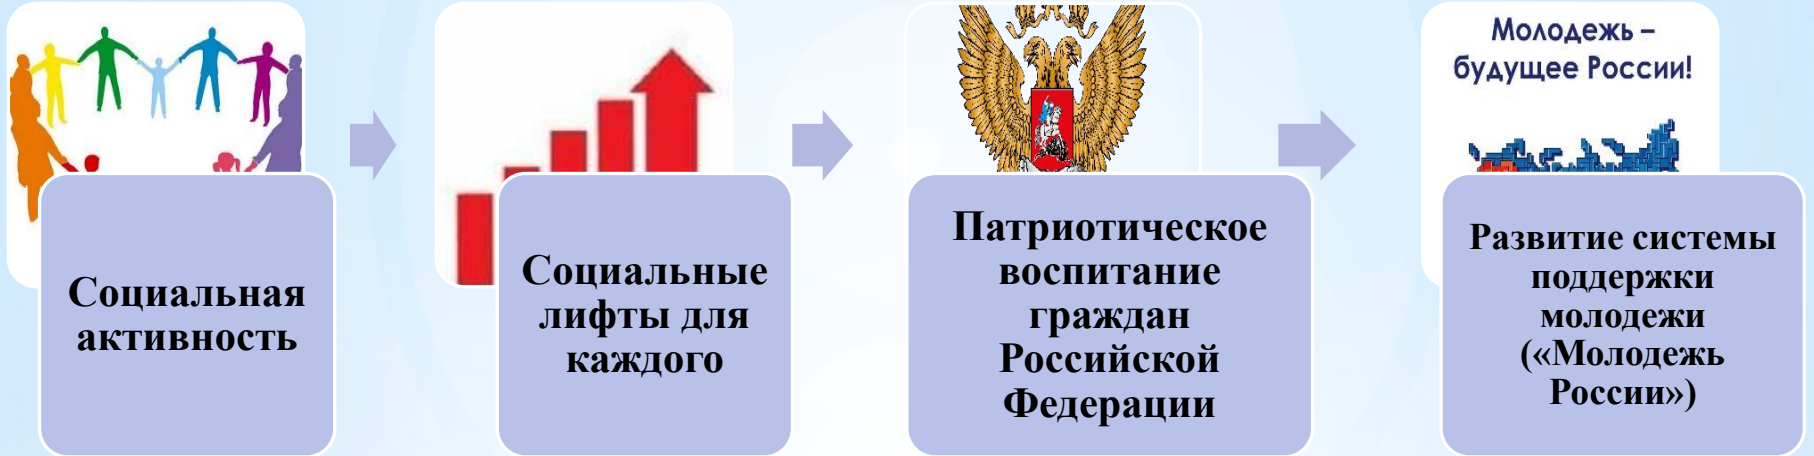 Социальная
активность
Социальные
лифты для
каждого
Патриотическое
воспитание
граждан
Российской
Федерации
Молодежь –
будущее России!
Развитие системы
поддержки
молодежи
(«Молодежь
России»)